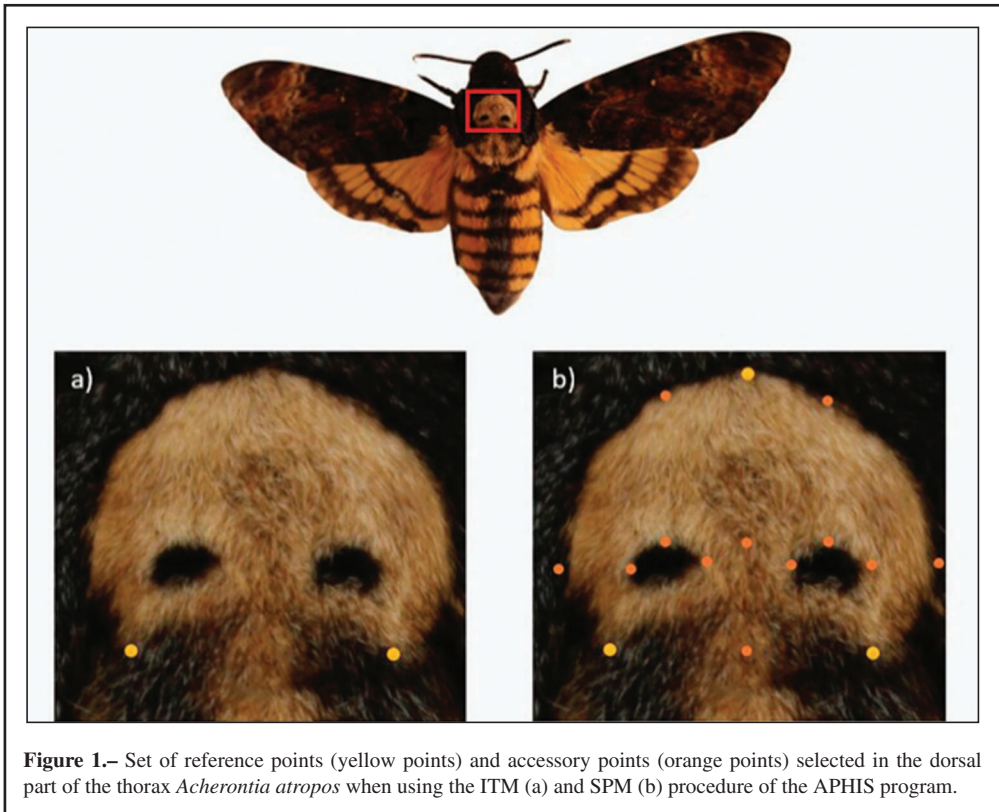 a)
b)
Figure 1.– Set of reference points (yellow points) and accessory points (orange points) selected in the dorsal
part of the thorax Acherontia atropos when using the ITM (a) and SPM (b) procedure of the APHIS program.